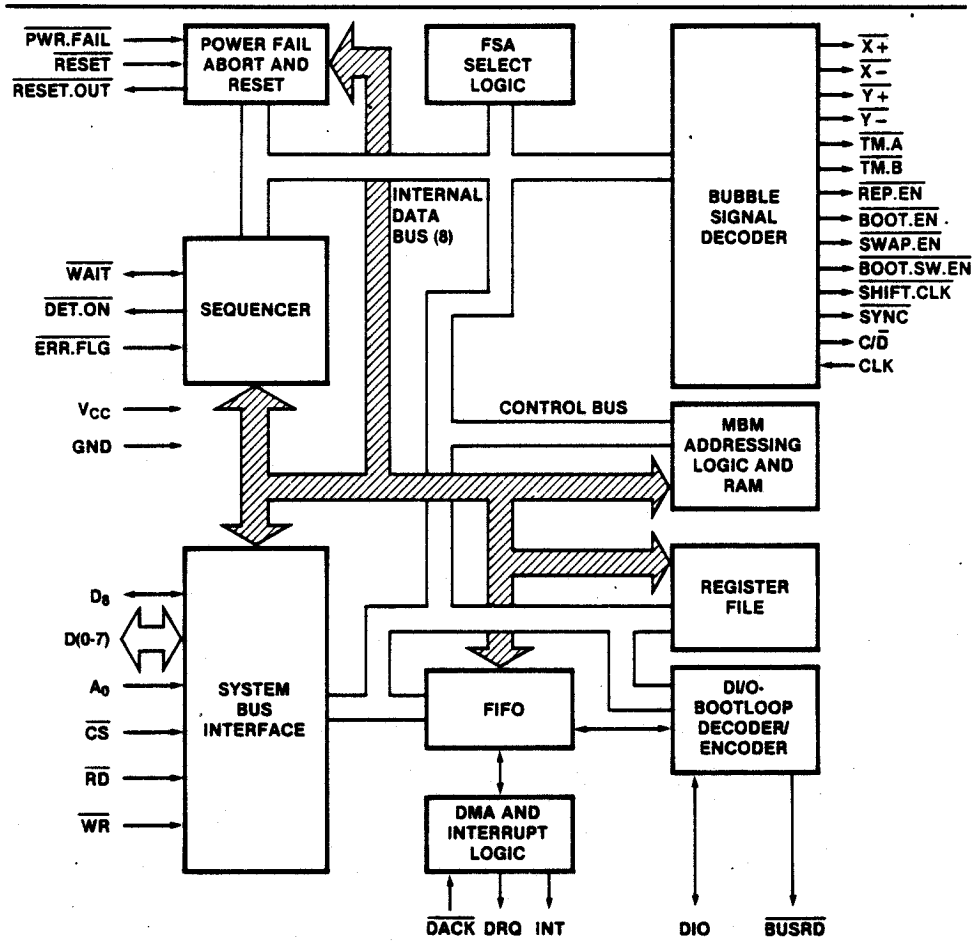 PWR.FAIL
RESET
RESET.OUT
POWER FAIL
ABORT AND
RESET
FSA
SELECT
LOGIC
BUBBLE
SIGNAL
DECODER
X+
X−
Y+
Y−
TM.A
TM.B
REP.EN
BOOT.EN
SWAP.EN
BOOT.SW.EN
SHIFT.CLK
SYNC
C/D̅
CLK
INTERNAL
DATA
BUS (8)
WAIT
DET.ON
ERR.FLG
SEQUENCER
VCC
GND
CONTROL BUS
MBM
ADDRESSING
LOGIC AND
RAM
REGISTER
FILE
D8
D(0-7)
A0
CS
RD
WR
SYSTEM
BUS
INTERFACE
FIFO
DI/O-
BOOTLOOP
DECODER/
ENCODER
DMA AND
INTERRUPT
LOGIC
DACK DRQ INT
DIO
BUSRD